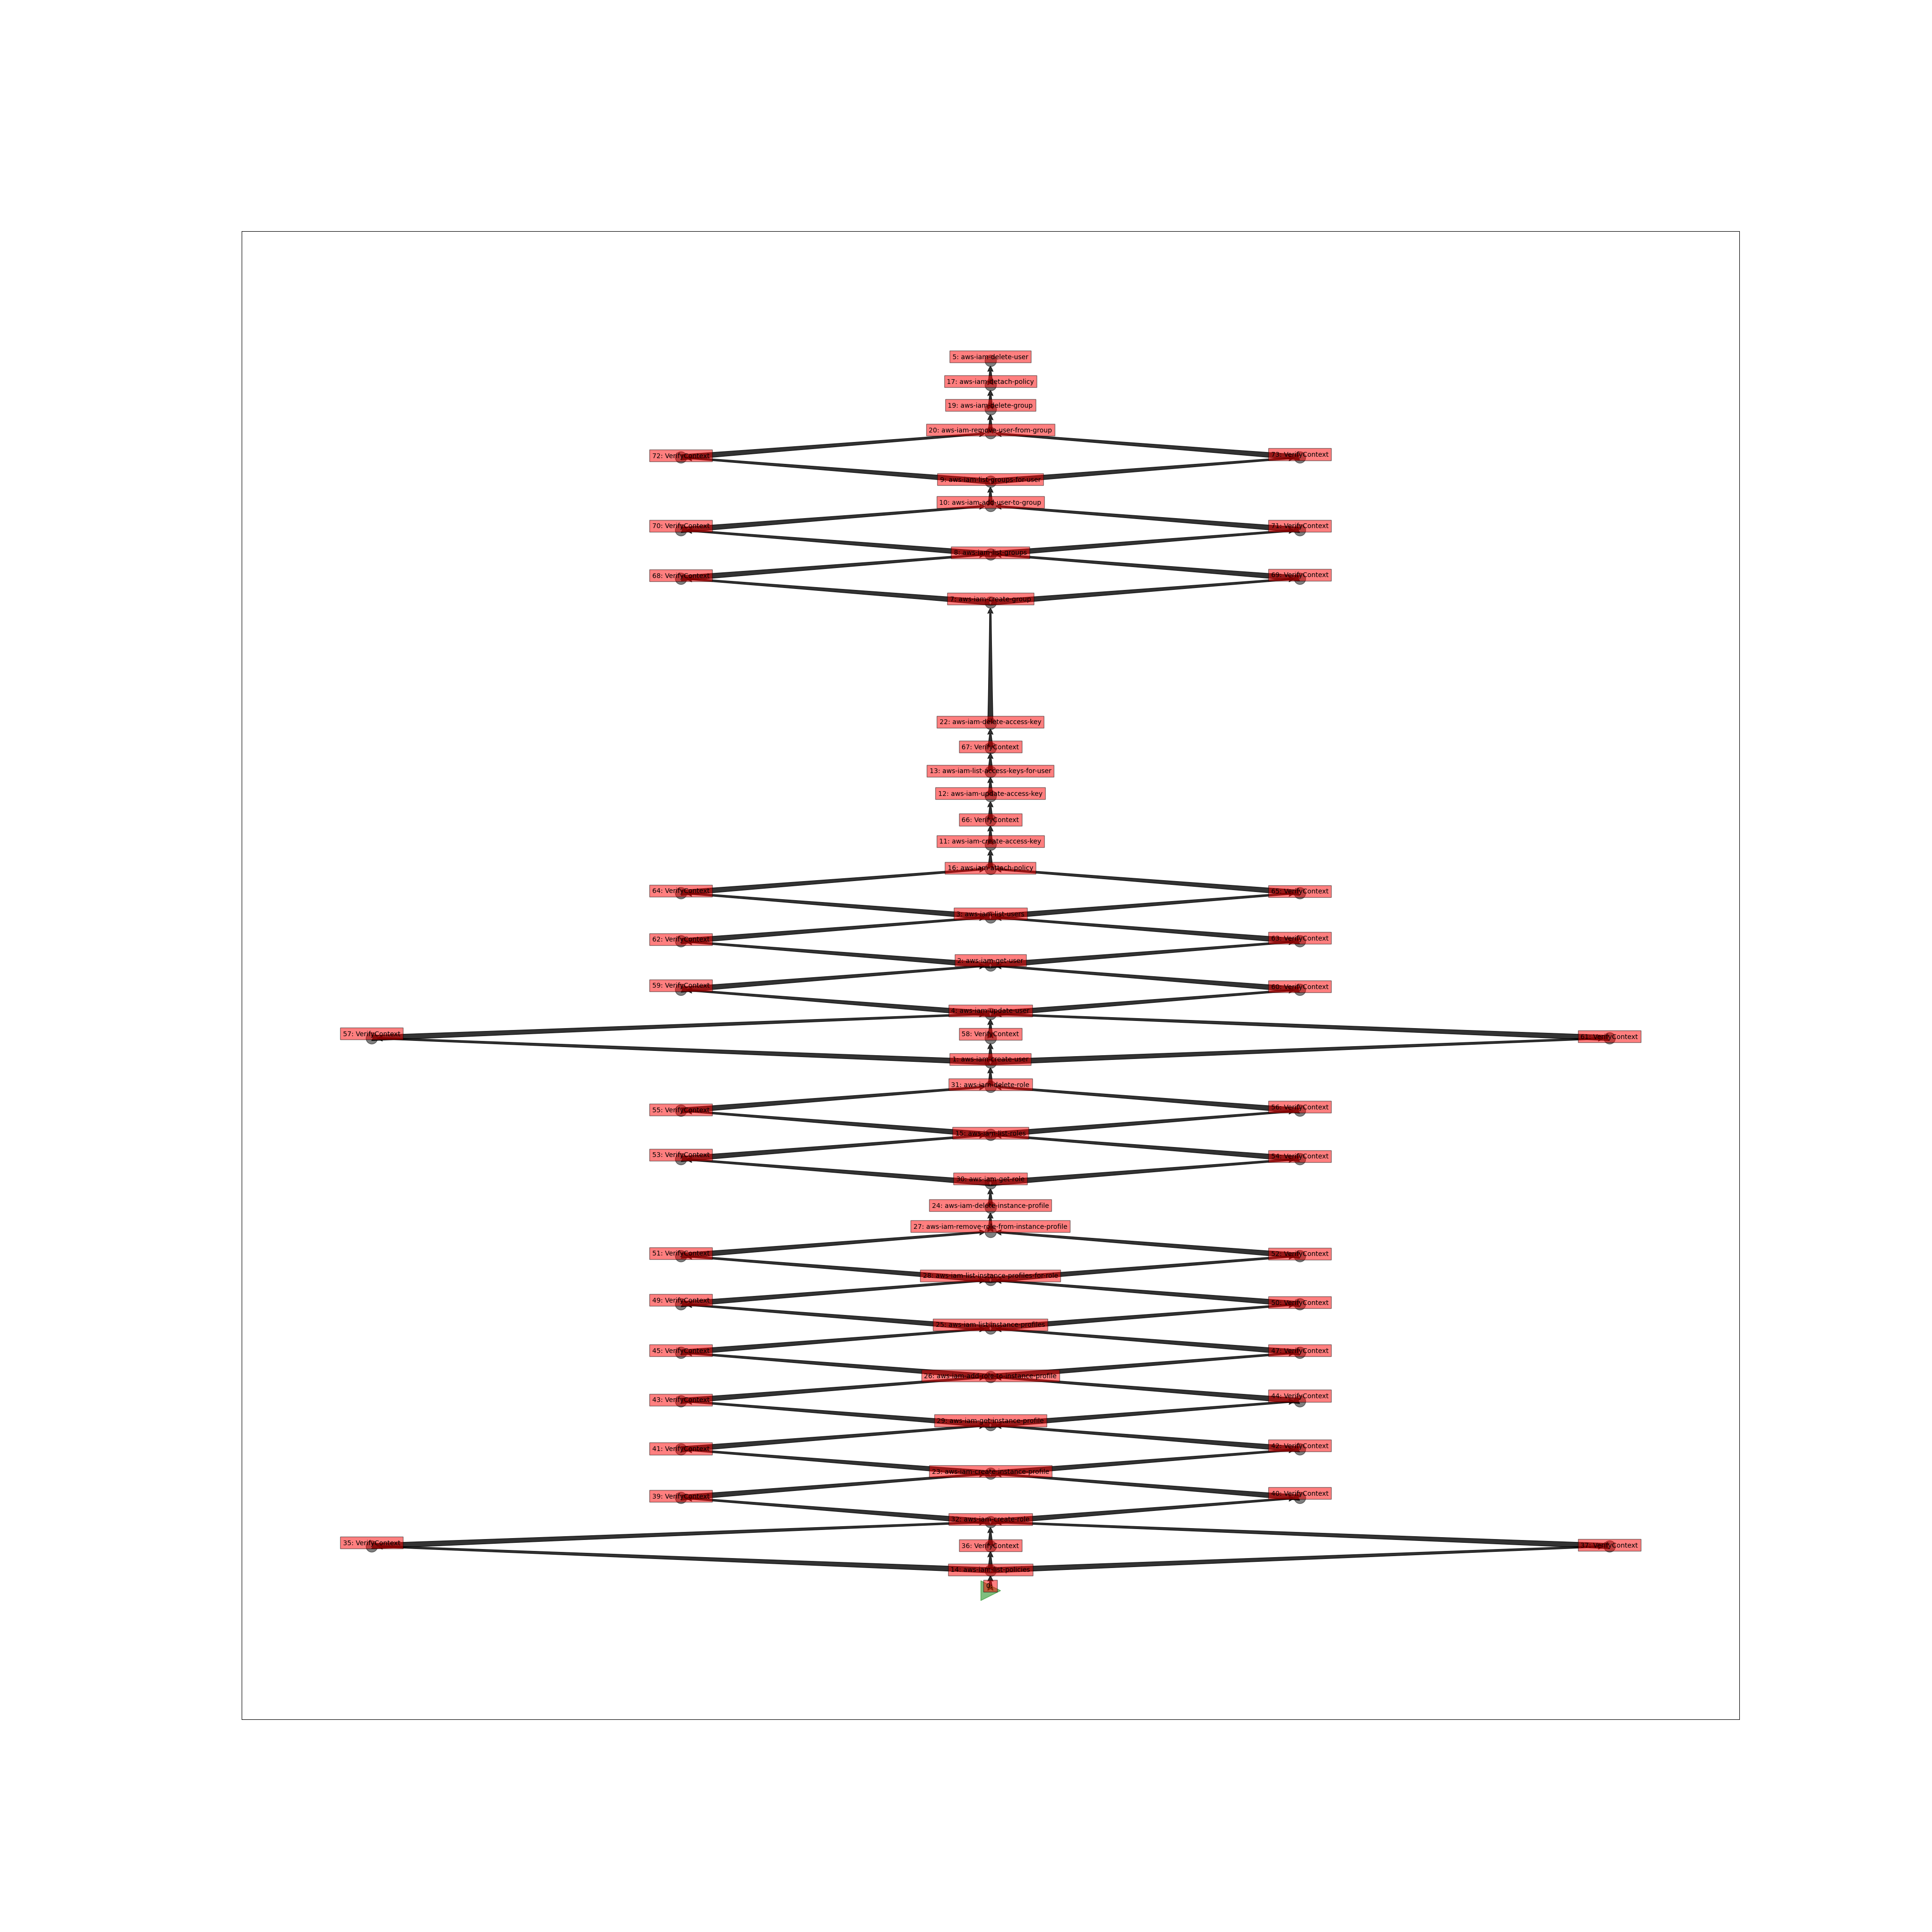 5: aws-iam-delete-user
17: aws-iam-detach-policy
19: aws-iam-delete-group
20: aws-iam-remove-user-from-group
72: VerifyContext
73: VerifyContext
9: aws-iam-list-groups-for-user
10: aws-iam-add-user-to-group
70: VerifyContext
71: VerifyContext
8: aws-iam-list-groups
68: VerifyContext
69: VerifyContext
7: aws-iam-create-group
22: aws-iam-delete-access-key
67: VerifyContext
13: aws-iam-list-access-keys-for-user
12: aws-iam-update-access-key
66: VerifyContext
11: aws-iam-create-access-key
16: aws-iam-attach-policy
64: VerifyContext
65: VerifyContext
3: aws-iam-list-users
62: VerifyContext
63: VerifyContext
2: aws-iam-get-user
59: VerifyContext
60: VerifyContext
4: aws-iam-update-user
57: VerifyContext
58: VerifyContext
61: VerifyContext
1: aws-iam-create-user
31: aws-iam-delete-role
55: VerifyContext
56: VerifyContext
15: aws-iam-list-roles
53: VerifyContext
54: VerifyContext
30: aws-iam-get-role
24: aws-iam-delete-instance-profile
27: aws-iam-remove-role-from-instance-profile
51: VerifyContext
52: VerifyContext
28: aws-iam-list-instance-profiles-for-role
49: VerifyContext
50: VerifyContext
25: aws-iam-list-instance-profiles
45: VerifyContext
47: VerifyContext
26: aws-iam-add-role-to-instance-profile
43: VerifyContext
44: VerifyContext
29: aws-iam-get-instance-profile
41: VerifyContext
42: VerifyContext
23: aws-iam-create-instance-profile
39: VerifyContext
40: VerifyContext
32: aws-iam-create-role
35: VerifyContext
36: VerifyContext
37: VerifyContext
14: aws-iam-list-policies